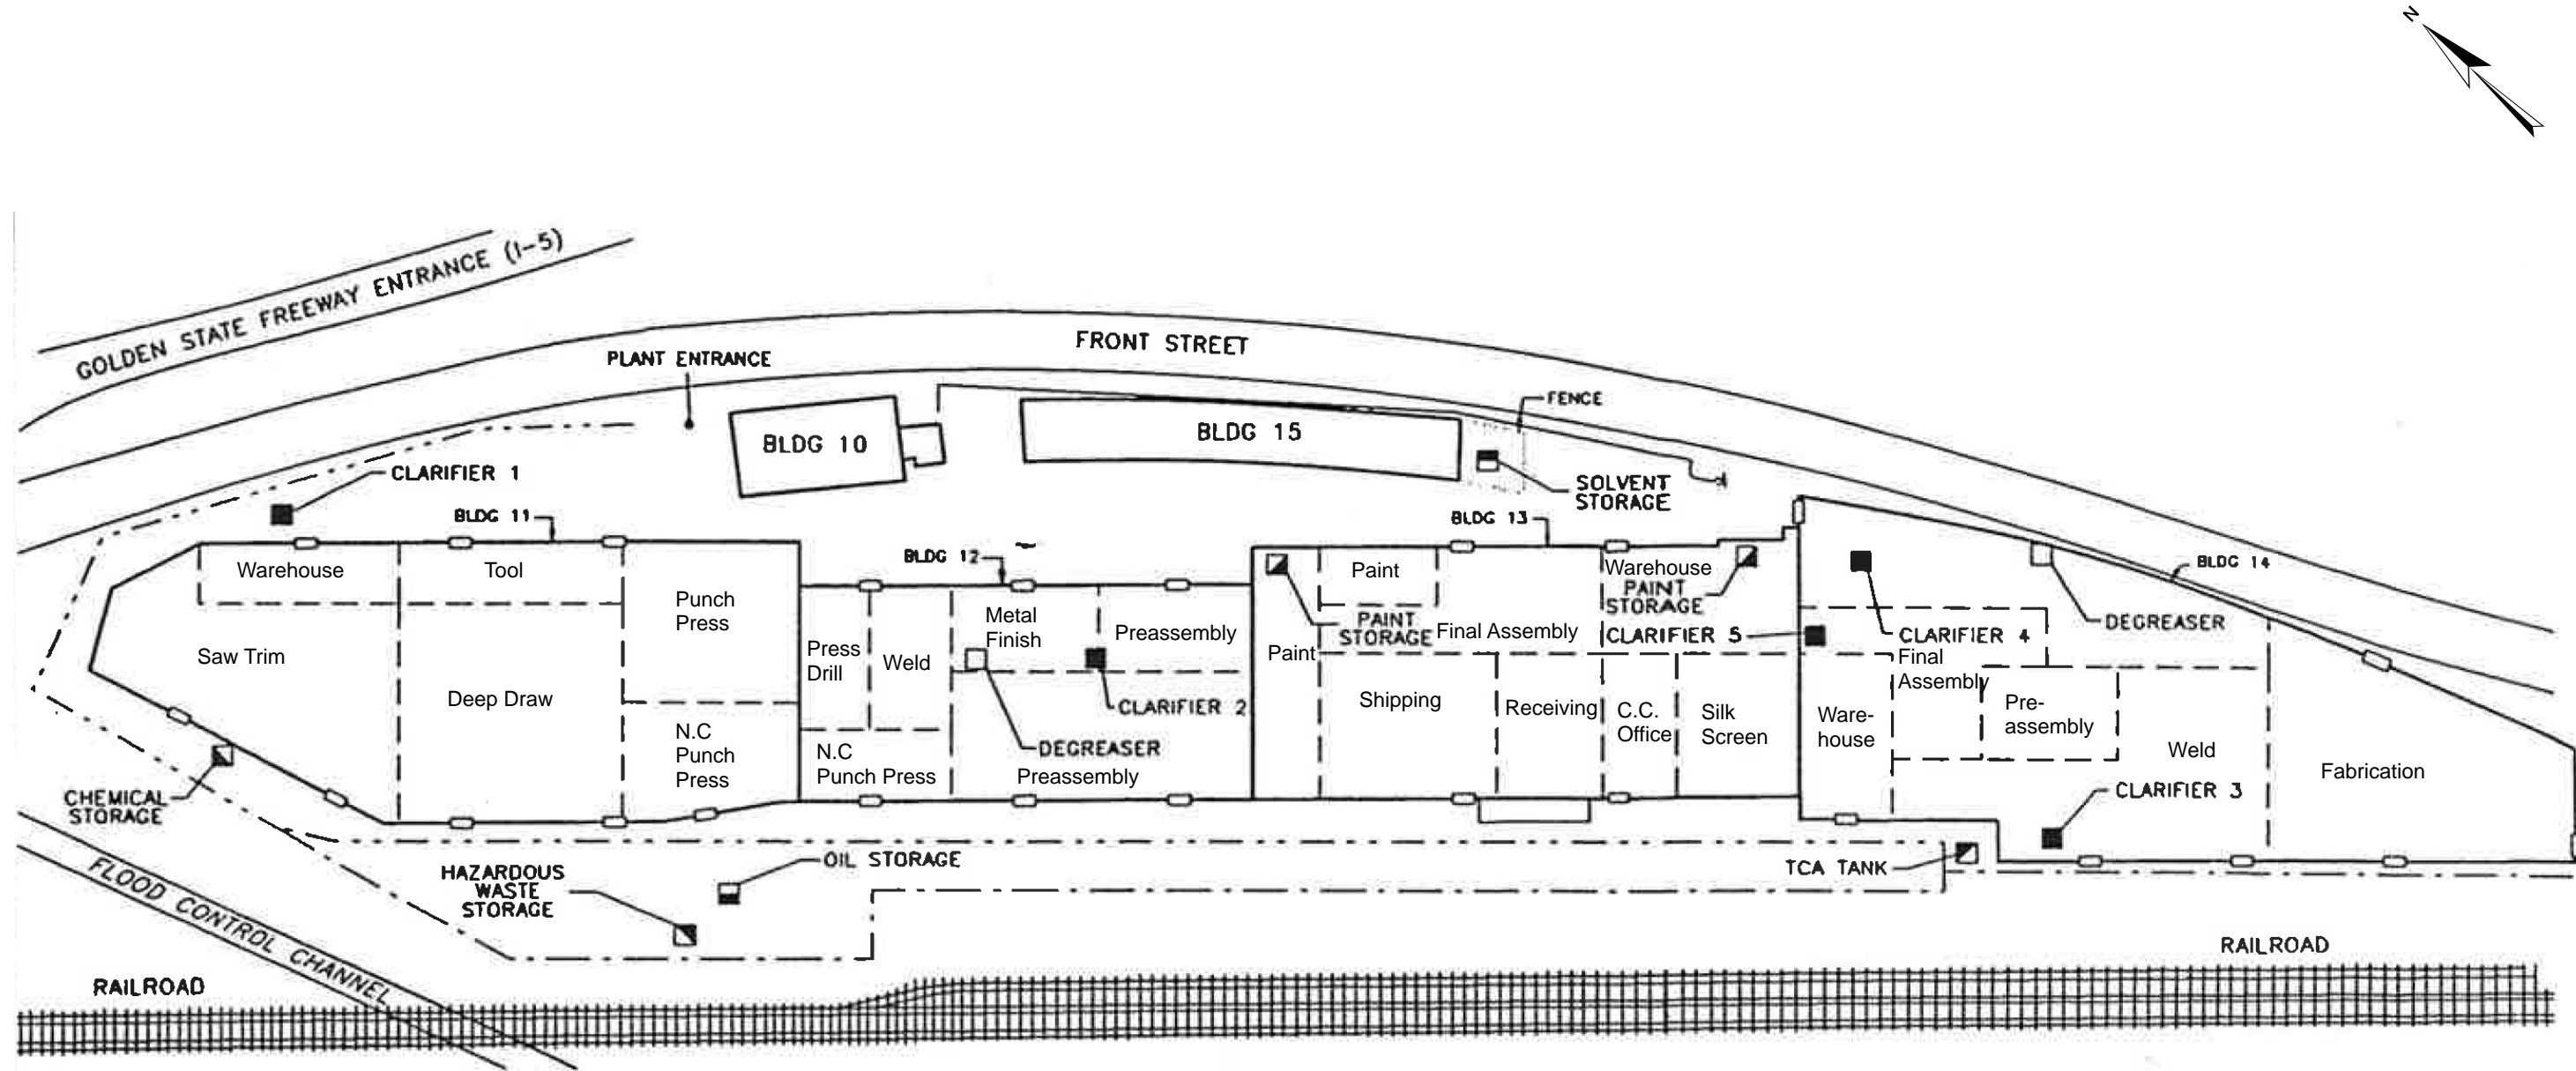 N
GOLDEN STATE FREEWAY ENTRANCE (I-5)
FRONT STREET
PLANT ENTRANCE
FENCE
BLDG 10
BLDG 15
CLARIFIER 1
SOLVENT
STORAGE
BLDG 11
BLDG 12
BLDG 13
BLDG 14
Warehouse
Tool
Punch
Press
Saw Trim
Deep Draw
N.C
Punch
Press
Press
Drill
Weld
Metal
Finish
Preassembly
N.C
Punch Press
Preassembly
CLARIFIER 2
DEGREASER
Paint
Paint
PAINT
STORAGE
Final Assembly
Warehouse
PAINT
STORAGE
CLARIFIER 5
Shipping
Receiving
C.C.
Office
Silk
Screen
CLARIFIER 4
Final
Assembly
DEGREASER
Ware-
house
Pre-
assembly
Weld
Fabrication
CLARIFIER 3
CHEMICAL
STORAGE
HAZARDOUS
WASTE
STORAGE
OIL STORAGE
TCA TANK
FLOOD CONTROL CHANNEL
RAILROAD
RAILROAD